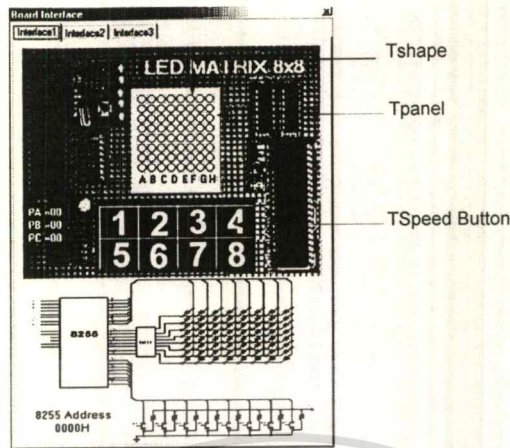 Board Interface
Interface1 Interface2 Interface3
LED MATRIX 8x8
A B C D E F G H
PA =00
PB =00
PC =00
1 2 3 4
5 6 7 8
8255
8255 Address
0000H
Tshape
Tpanel
TSpeed Button